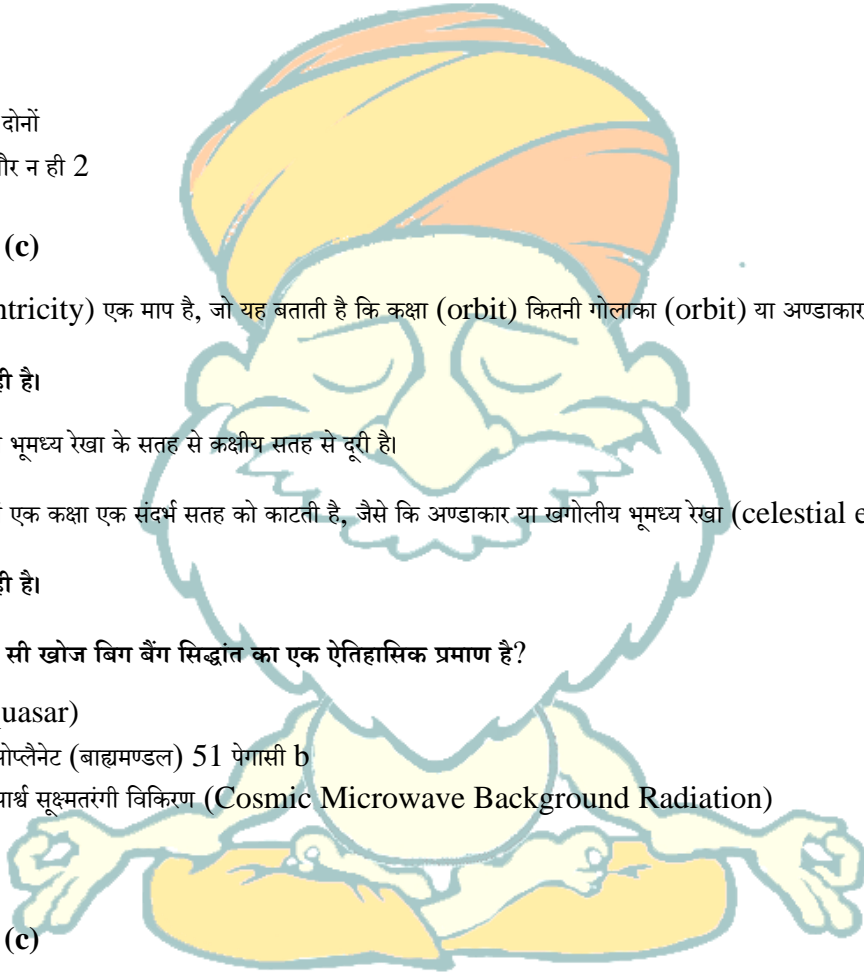 दोनों
और न ही 2
(c)
ntricity) एक माप है, जो यह बताती है कि कक्षा (orbit) कितनी गोलाका (orbit) या अण्डाकार
ही है।
भूमध्य रेखा के सतह से कक्षीय सतह से दूरी है।
एक कक्षा एक संदर्भ सतह को काटती है, जैसे कि अण्डाकार या खगोलीय भूमध्य रेखा (celestial e
ही है।
सी खोज बिग बैंग सिद्धांत का एक ऐतिहासिक प्रमाण है?
uasar)
सोप्लैनेट (बाह्यमण्डल) 51 पेगासी b
पार्श्व सूक्ष्मतरंगी विकिरण (Cosmic Microwave Background Radiation)
(c)